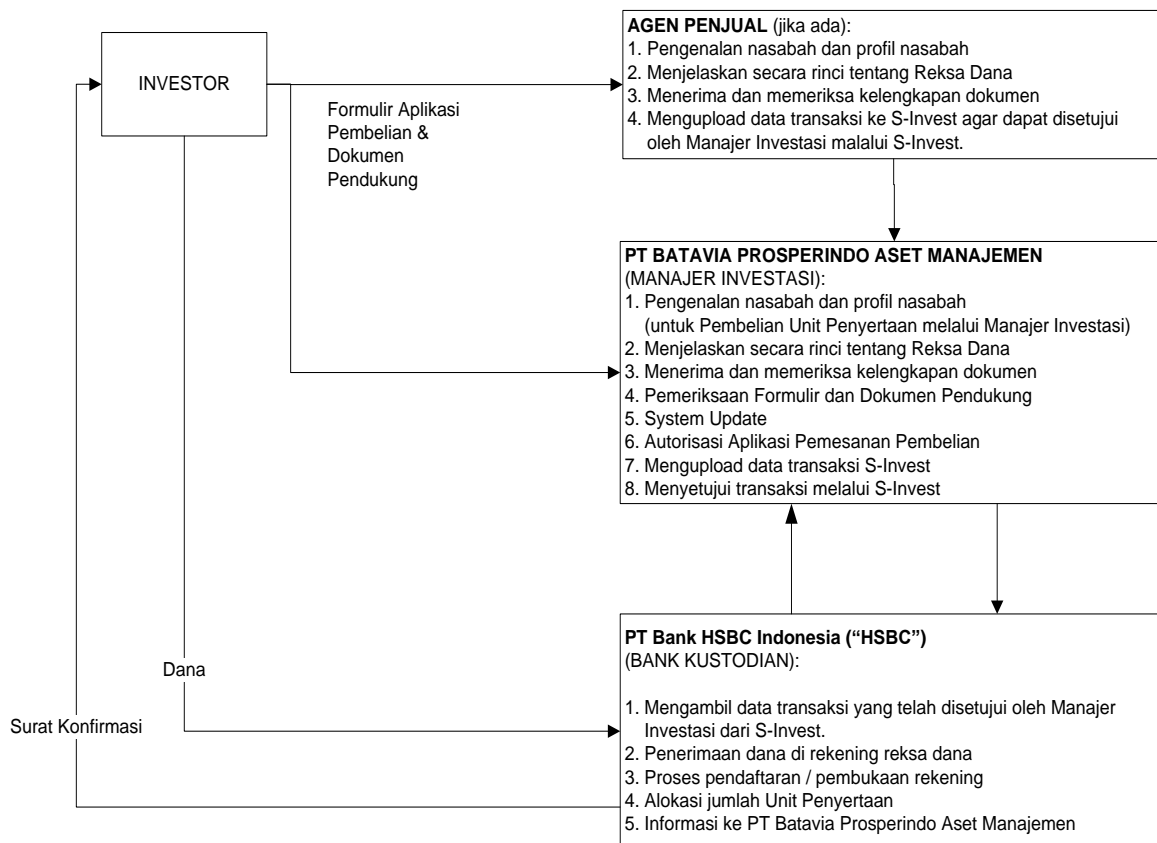 INVESTOR
Formulir Aplikasi
Pembelian &
Dokumen
Pendukung
AGEN PENJUAL (jika ada):
1. Pengenalan nasabah dan profil nasabah
2. Menjelaskan secara rinci tentang Reksa Dana
3. Menerima dan memeriksa kelengkapan dokumen
4. Mengupload data transaksi ke S-Invest agar dapat disetujui
oleh Manajer Investasi malalui S-Invest.
PT BATAVIA PROSPERINDO ASET MANAJEMEN
(MANAJER INVESTASI):
1. Pengenalan nasabah dan profil nasabah
(untuk Pembelian Unit Penyertaan melalui Manajer Investasi)
2. Menjelaskan secara rinci tentang Reksa Dana
3. Menerima dan memeriksa kelengkapan dokumen
4. Pemeriksaan Formulir dan Dokumen Pendukung
5. System Update
6. Autorisasi Aplikasi Pemesanan Pembelian
7. Mengupload data transaksi S-Invest
8. Menyetujui transaksi melalui S-Invest
Dana
Surat Konfirmasi
PT Bank HSBC Indonesia (“HSBC”)
(BANK KUSTODIAN):
1. Mengambil data transaksi yang telah disetujui oleh Manajer
Investasi dari S-Invest.
2. Penerimaan dana di rekening reksa dana
3. Proses pendaftaran / pembukaan rekening
4. Alokasi jumlah Unit Penyertaan
5. Informasi ke PT Batavia Prosperindo Aset Manajemen